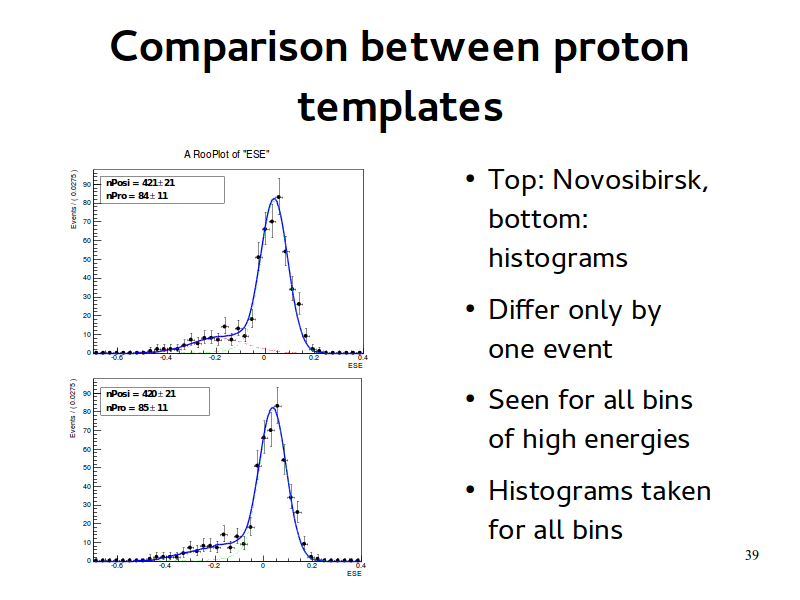 Comparison between proton
templates
A RooPlot of "ESE"
Events / ( 0.0275 )
nPosi = 421±21
nPro = 84±11
90
80
70
60
50
40
30
20
10
0
-0.6 -0.4 -0.2 0 0.2 0.4
ESE
Events / ( 0.0275 )
nPosi = 420±21
nPro = 85±11
90
80
70
60
50
40
30
20
10
0
-0.6 -0.4 -0.2 0 0.2 0.4
ESE
• Top: Novosibirsk,
bottom:
histograms
• Differ only by
one event
• Seen for all bins
of high energies
• Histograms taken
for all bins
39